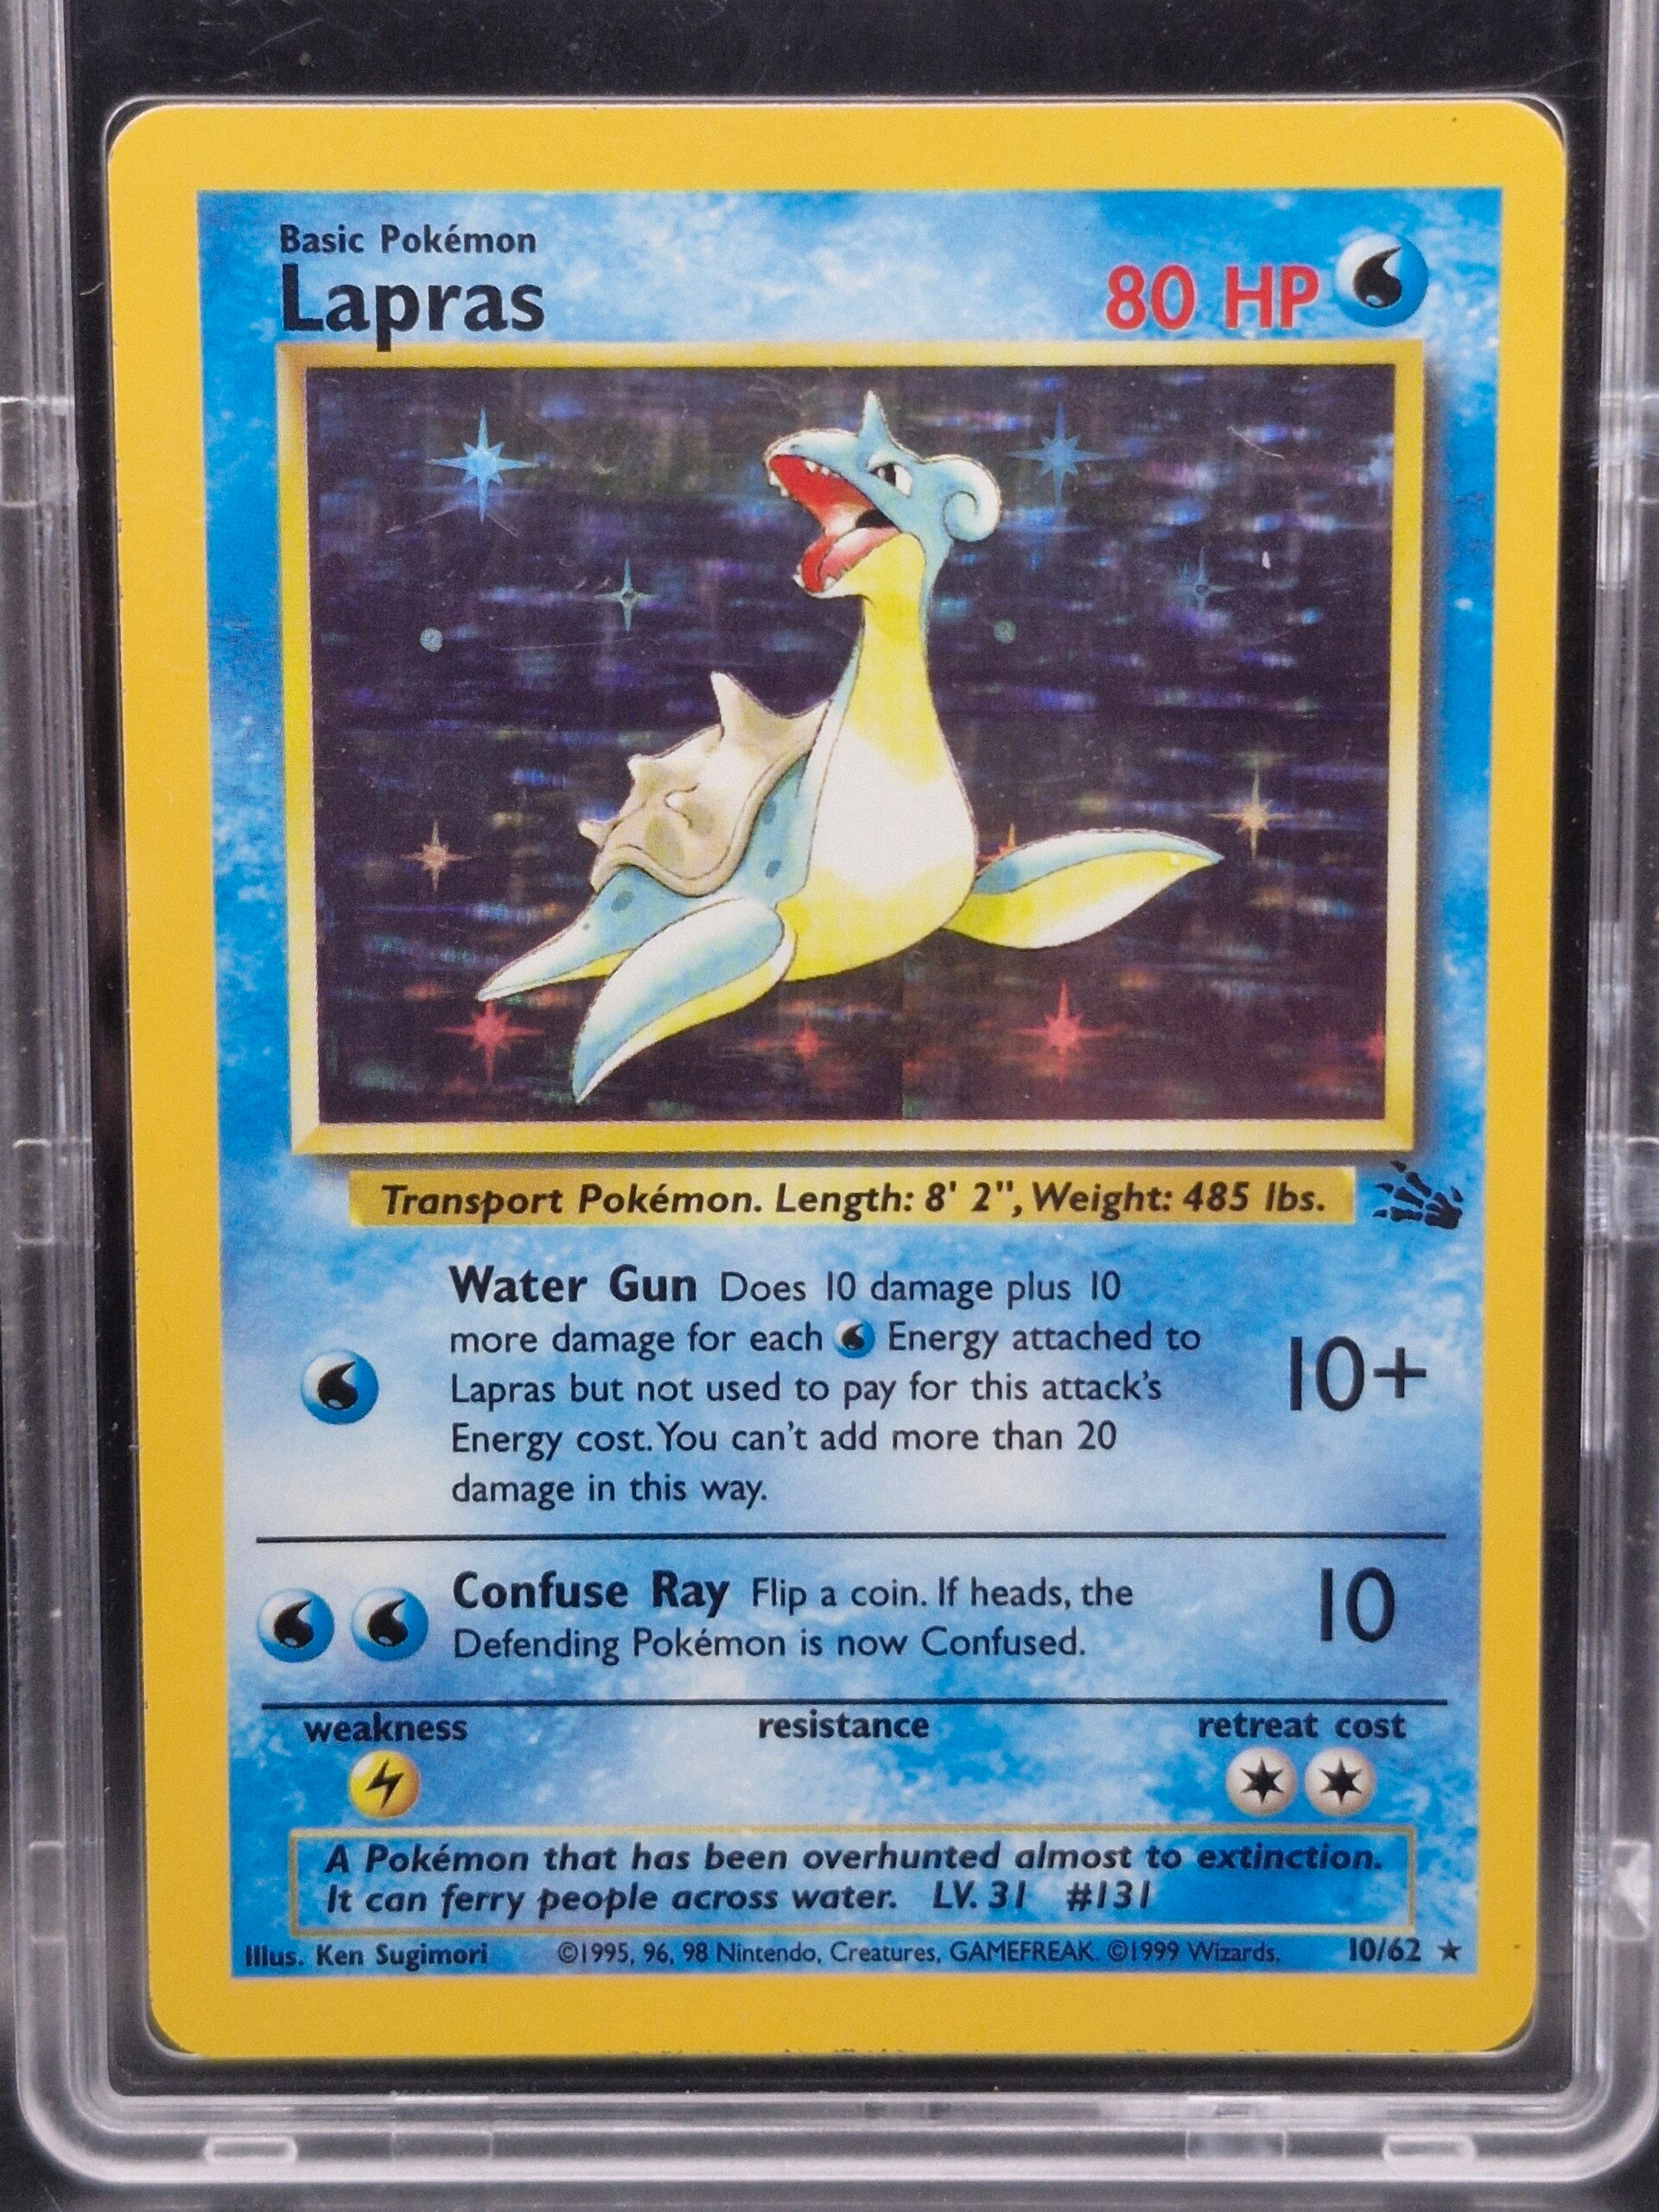 Basic Pokémon
Lapras
80 HP
Transport Pokémon. Length: 8' 2", Weight: 485 lbs.
Water Gun Does 10 damage plus 10
more damage for each Energy attached to
Lapras but not used to pay for this attack's
Energy cost. You can't add more than 20
damage in this way.
10+
Confuse Ray Flip a coin. If heads, the
Defending Pokémon is now Confused.
10
weakness resistance retreat cost
A Pokémon that has been overhunted almost to extinction.
It can ferry people across water. LV. 31 #131
Illus. Ken Sugimori ©1995, 96, 98 Nintendo, Creatures, GAMEFREAK. ©1999 Wizards. 10/62 ★